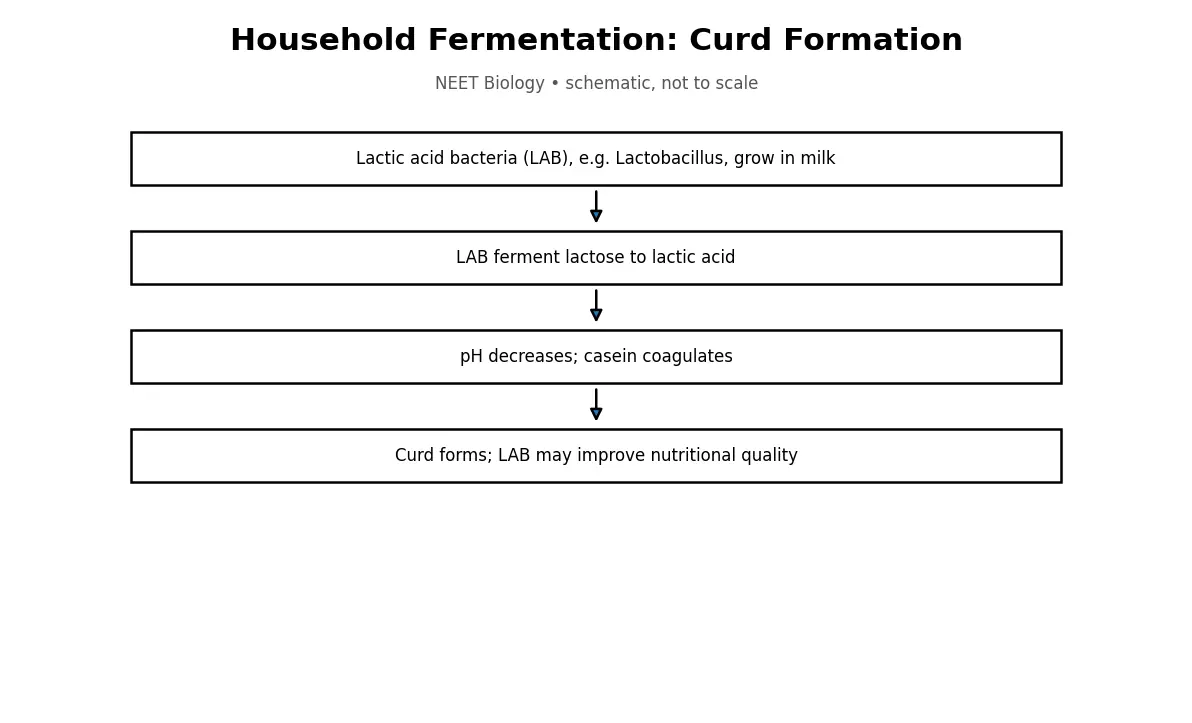 Household Fermentation: Curd Formation
NEET Biology • schematic, not to scale
Lactic acid bacteria (LAB), e.g. Lactobacillus, grow in milk
LAB ferment lactose to lactic acid
pH decreases; casein coagulates
Curd forms; LAB may improve nutritional quality